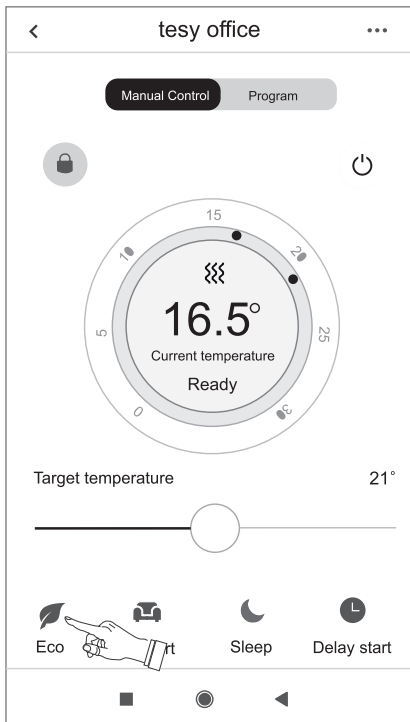 tesy office
Manual Control Program
15
10 20
5 25
0 30
16.5°
Current temperature
Ready
Target temperature 21°
Eco rt Sleep Delay start